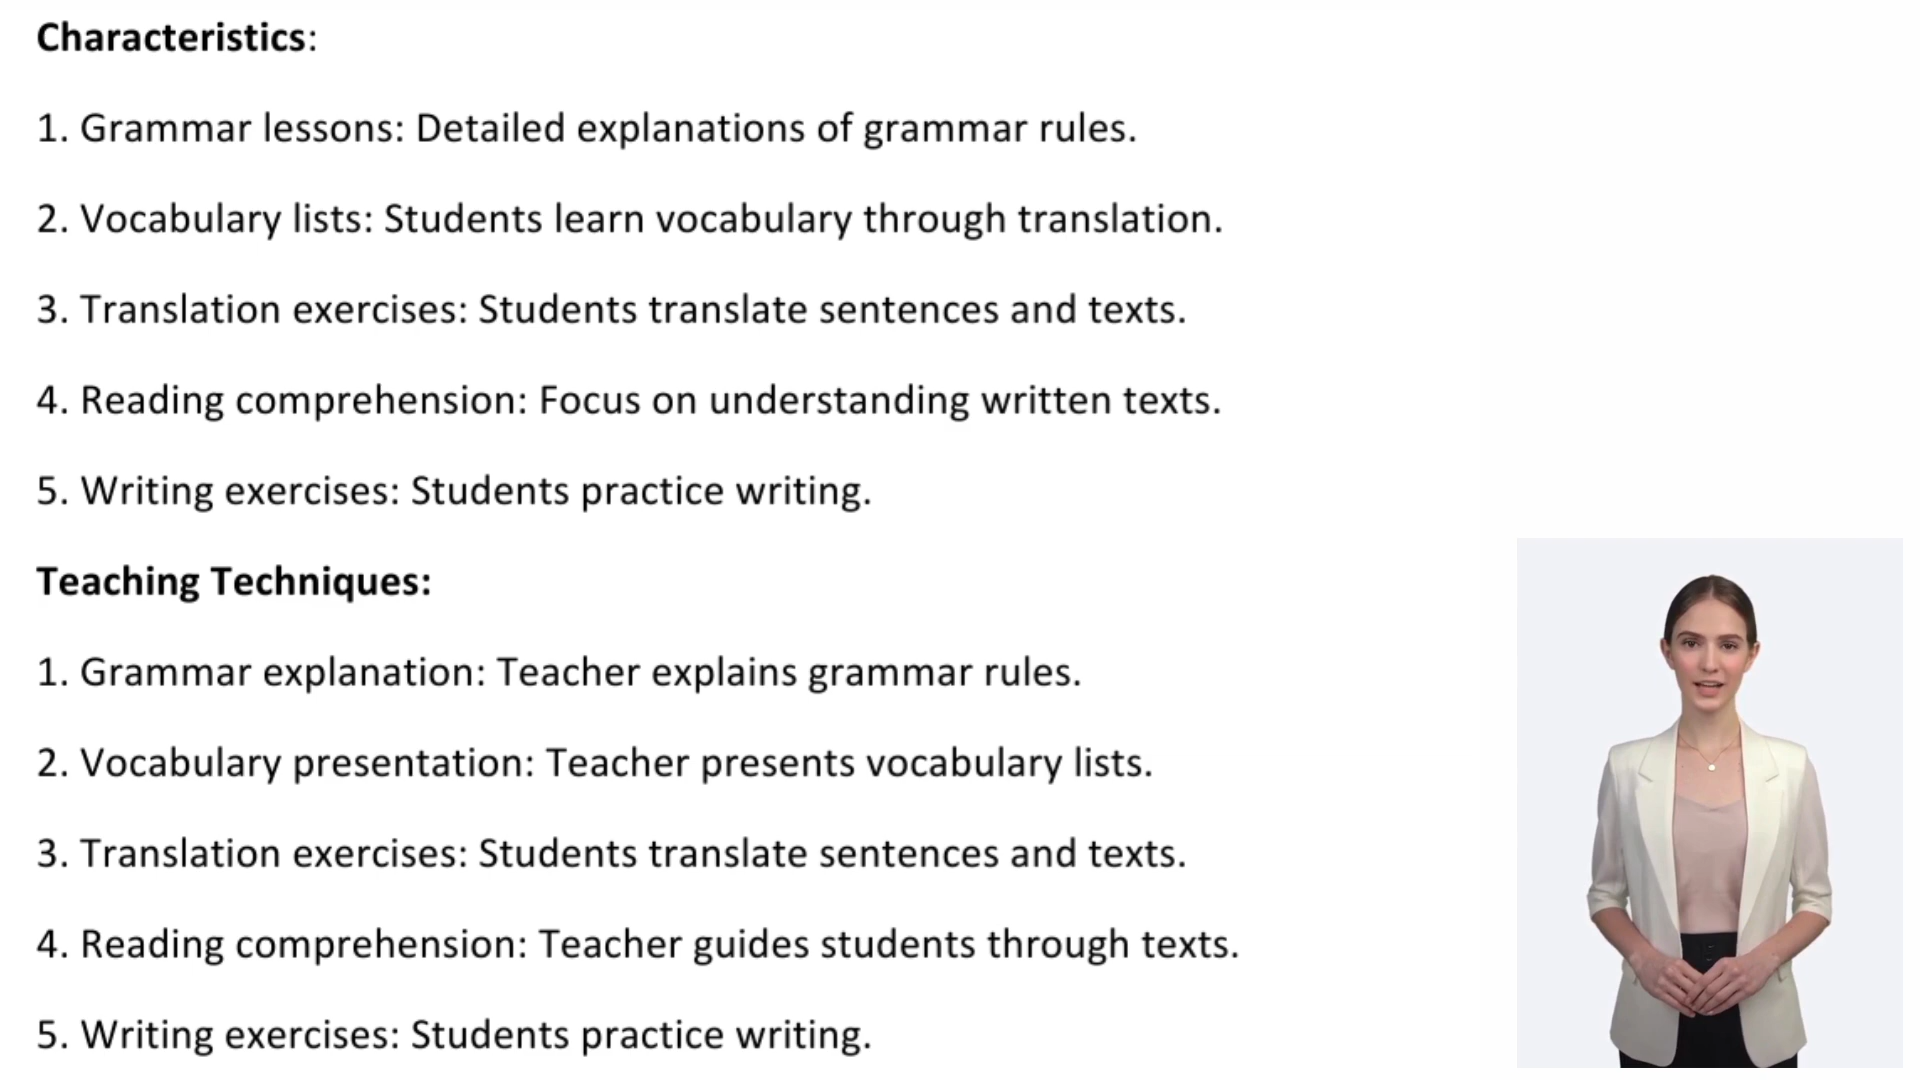 Characteristics:
1. Grammar lessons: Detailed explanations of grammar rules.
2. Vocabulary lists: Students learn vocabulary through translation.
3. Translation exercises: Students translate sentences and texts.
4. Reading comprehension: Focus on understanding written texts.
5. Writing exercises: Students practice writing.
Teaching Techniques:
1. Grammar explanation: Teacher explains grammar rules.
2. Vocabulary presentation: Teacher presents vocabulary lists.
3. Translation exercises: Students translate sentences and texts.
4. Reading comprehension: Teacher guides students through texts.
5. Writing exercises: Students practice writing.